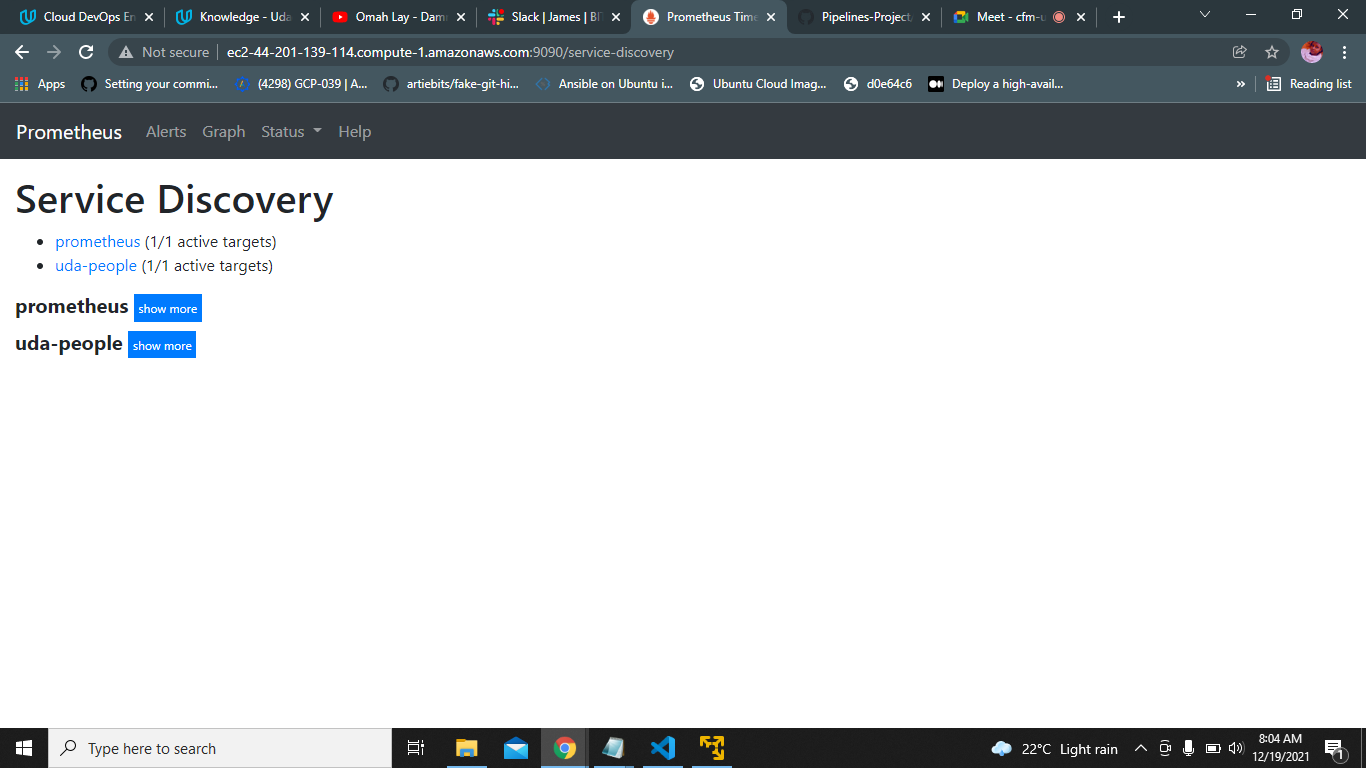 Cloud DevOps En
Knowledge - Uda
Omah Lay - Dam
Slack | James | BI
Prometheus Time
Pipelines-Project
Meet - cfm-u
Not secure
ec2-44-201-139-114.compute-1.amazonaws.com:9090/service-discovery
Apps
Setting your commi...
(4298) GCP-039 | A...
artiebits/fake-git-hi...
Ansible on Ubuntu i...
Ubuntu Cloud Imag...
d0e64c6
Deploy a high-avail...
»
Reading list
Prometheus
Alerts
Graph
Status
Help
Service Discovery
prometheus (1/1 active targets)
uda-people (1/1 active targets)
prometheus show more
uda-people show more
Type here to search
22°C Light rain
8:04 AM
12/19/2021
1